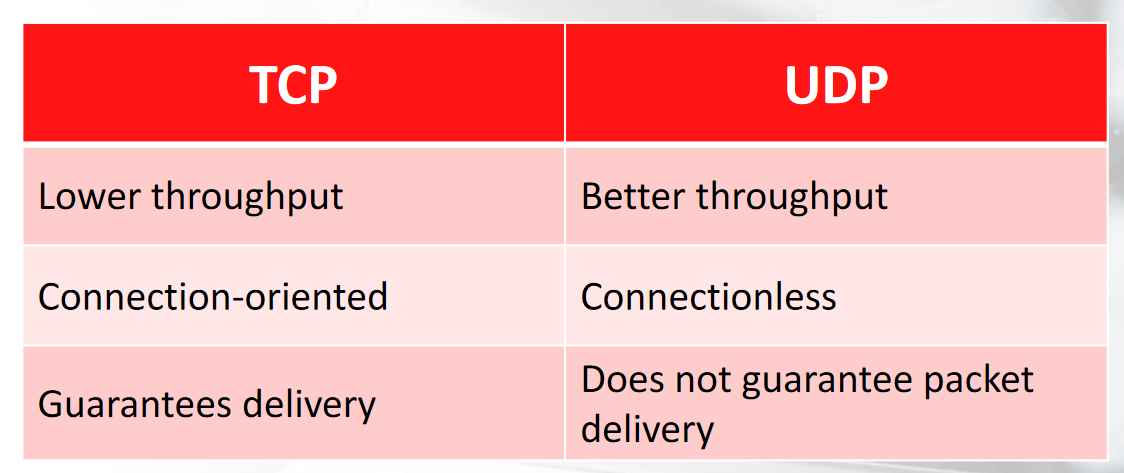 TCP
UDP
Lower throughput
Better throughput
Connection-oriented
Connectionless
Guarantees delivery
Does not guarantee packet
delivery